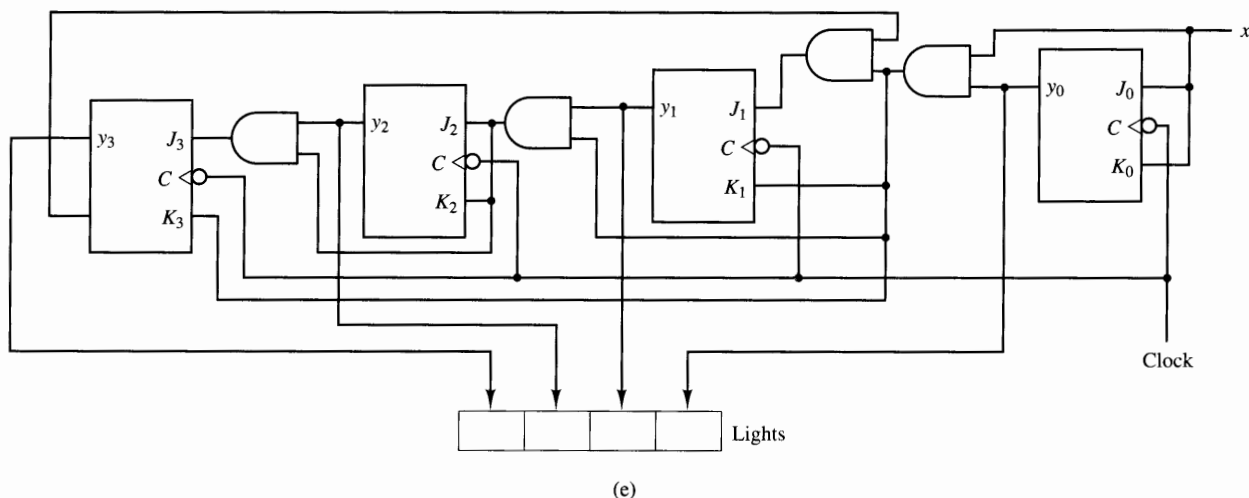 x
y₃ J₃ C K₃
y₂ J₂ C K₂
y₁ J₁ C K₁
y₀ J₀ C K₀
Clock
Lights
(e)